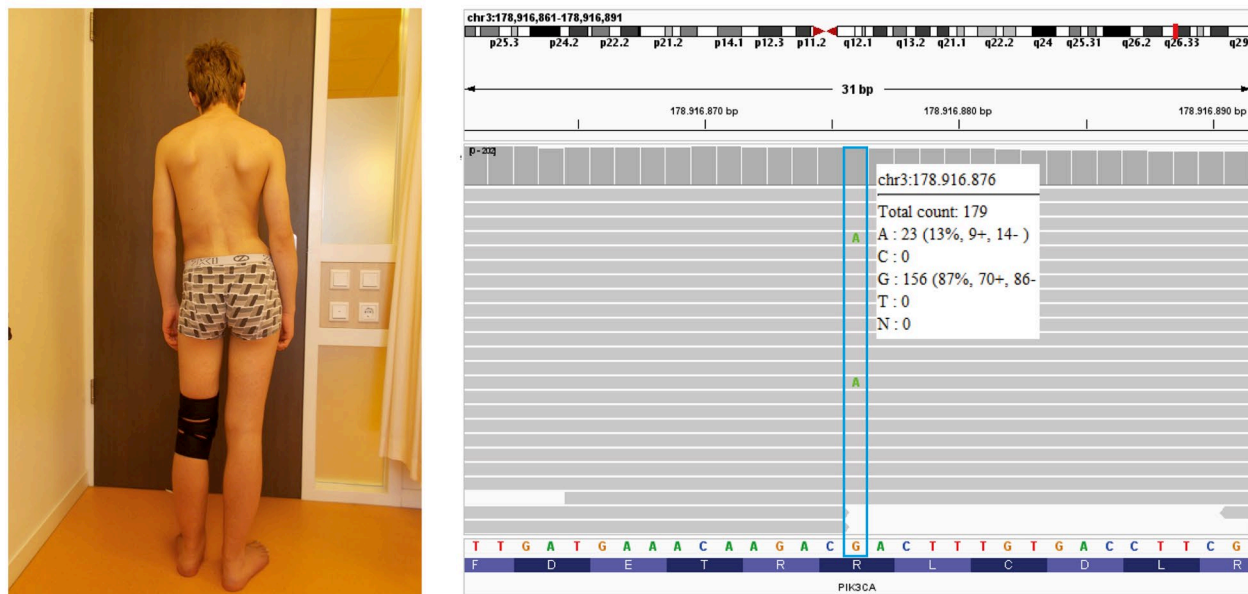 chr3:178,916,861-178,916,891
p25.3 p24.2 p22.2 p21.2 p14.1 p12.3 p11.2 q12.1 q13.2 q21.1 q22.2 q24 q25.31 q26.2 q26.33 q29
31 bp
178.916.870 bp 178.916.880 bp 178.916.890 bp
[0-202]
chr3:178.916.876
Total count: 179
A : 23 (13%, 9+, 14- )
C : 0
G : 156 (87%, 70+, 86-
T : 0
N : 0
A
A
T T G A T G A A A C A A G A C G A C T T T G T G A C C T T C G
F D E T R R L C D L R
PIK3CA